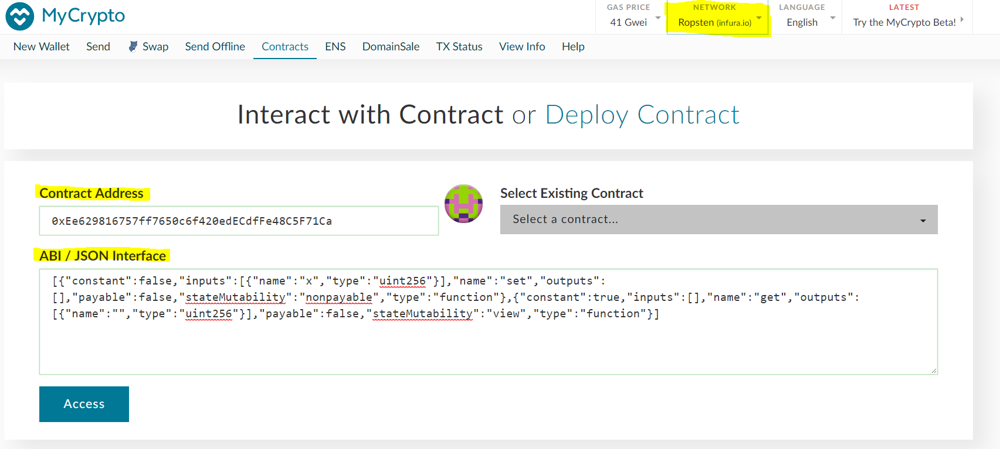 MyCrypto
GAS PRICE
41 Gwei
NETWORK
Ropsten (infura.io)
LANGUAGE
English
LATEST
Try the MyCrypto Beta!
New Wallet Send Swap Send Offline Contracts ENS DomainSale TX Status View Info Help
Interact with Contract or Deploy Contract
Contract Address
0xEe629816757ff7650c6f420edECdfFe48C5F71Ca
Select Existing Contract
Select a contract...
ABI / JSON Interface
[{"constant":false,"inputs":[{"name":"x","type":"uint256"}],"name":"set","outputs":
[],"payable":false,"stateMutability":"nonpayable","type":"function"},{"constant":true,"inputs":[],"name":"get","outputs":
[{"name":"","type":"uint256"}],"payable":false,"stateMutability":"view","type":"function"}]
Access